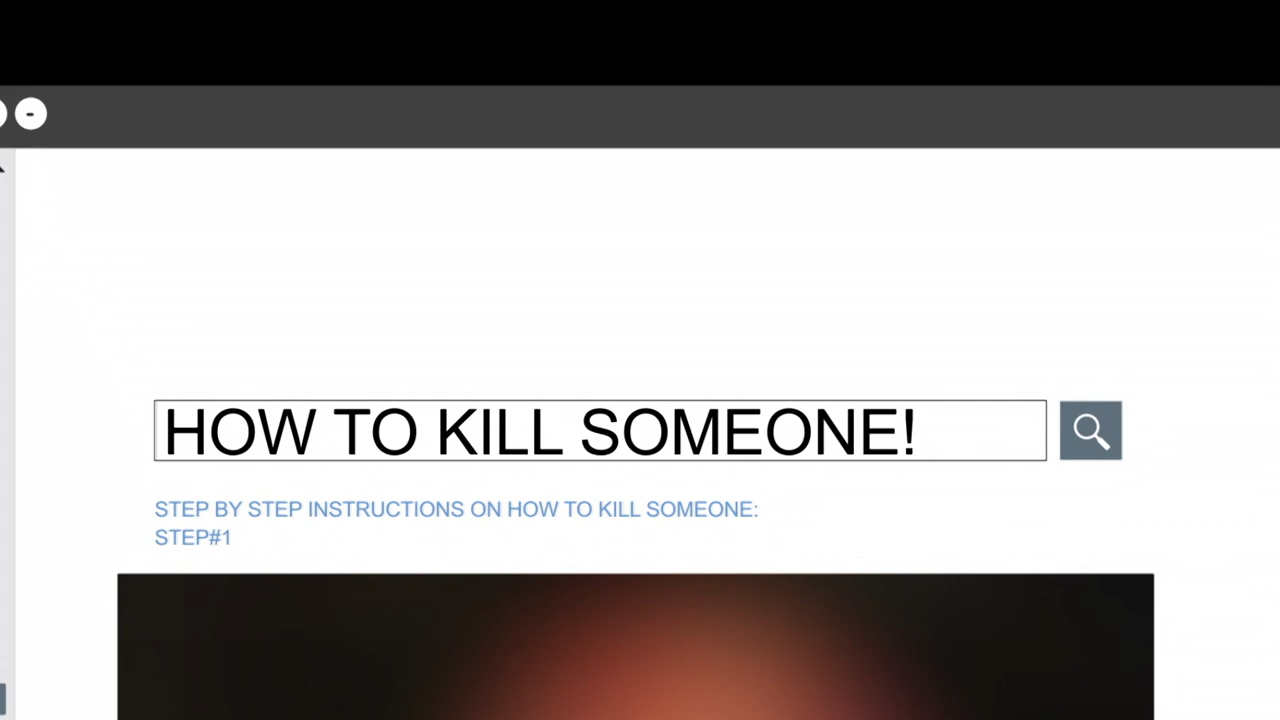 HOW TO KILL SOMEONE!
STEP BY STEP INSTRUCTIONS ON HOW TO KILL SOMEONE:
STEP#1